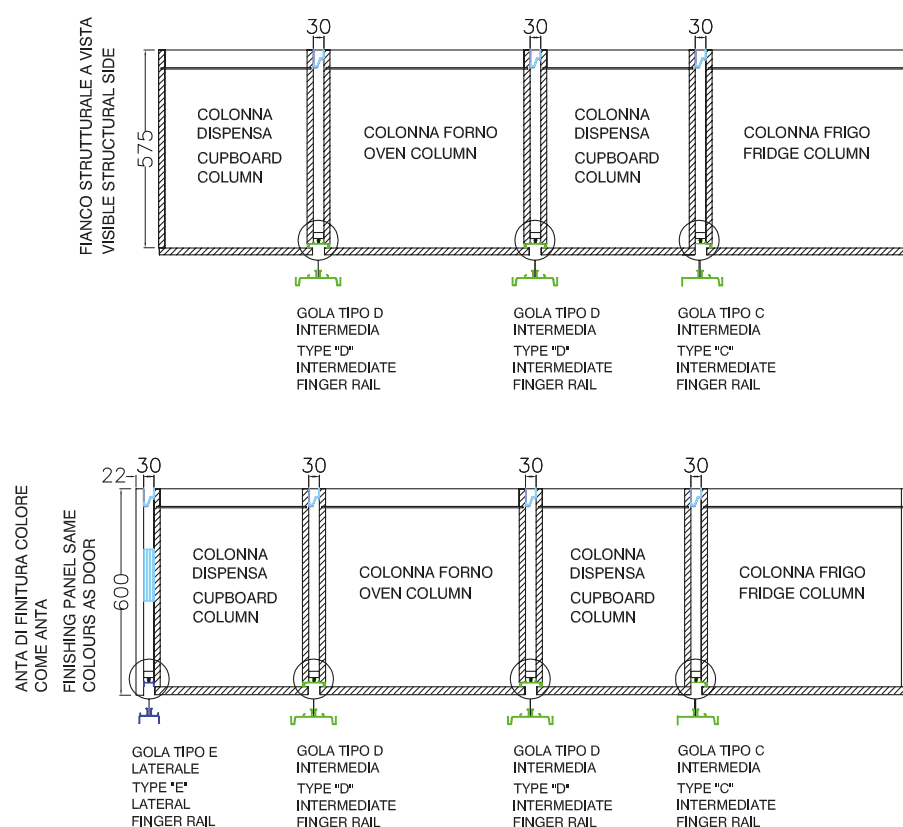 30
30
30
FIANCO STRUTTURALE A VISTA
VISIBLE STRUCTURAL SIDE
575
COLONNA
DISPENSA
CUPBOARD
COLUMN
COLONNA FORNO
OVEN COLUMN
COLONNA
DISPENSA
CUPBOARD
COLUMN
COLONNA FRIGO
FRIDGE COLUMN
GOLA TIPO D
INTERMEDIA
TYPE "D"
INTERMEDIATE
FINGER RAIL
GOLA TIPO D
INTERMEDIA
TYPE "D"
INTERMEDIATE
FINGER RAIL
GOLA TIPO C
INTERMEDIA
TYPE "C"
INTERMEDIATE
FINGER RAIL
22
30
30
30
30
ANTA DI FINITURA COLORE
COME ANTA
FINISHING PANEL SAME
COLOURS AS DOOR
600
COLONNA
DISPENSA
CUPBOARD
COLUMN
COLONNA FORNO
OVEN COLUMN
COLONNA
DISPENSA
CUPBOARD
COLUMN
COLONNA FRIGO
FRIDGE COLUMN
GOLA TIPO E
LATERALE
TYPE "E"
LATERAL
FINGER RAIL
GOLA TIPO D
INTERMEDIA
TYPE "D"
INTERMEDIATE
FINGER RAIL
GOLA TIPO D
INTERMEDIA
TYPE "D"
INTERMEDIATE
FINGER RAIL
GOLA TIPO C
INTERMEDIA
TYPE "C"
INTERMEDIATE
FINGER RAIL